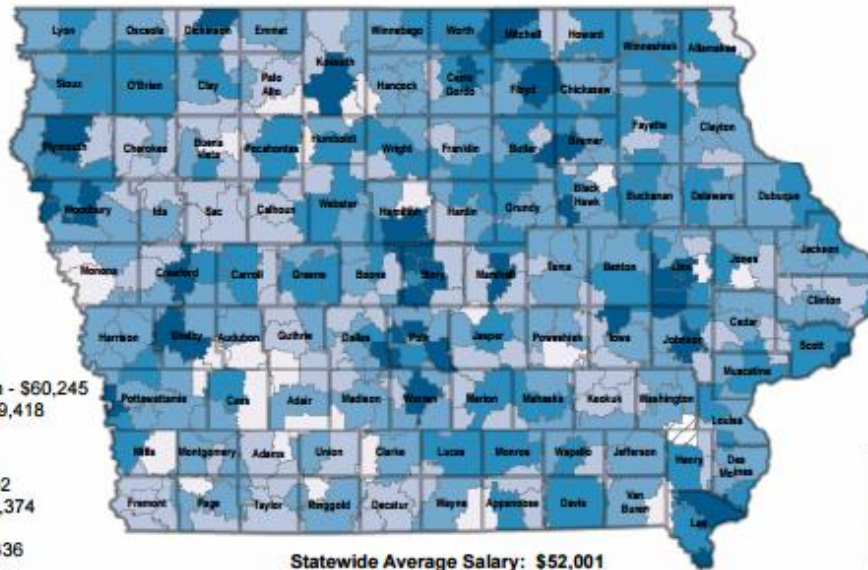 Lyon Osceola Dickinson Emmet Winnebago Worth Mitchell Howard Winneshiek Allamakee
Kossuth
Sioux O'Brien Clay Palo Alto Hancock Cerro Gordo Floyd Chickasaw
Plymouth Cherokee Buena Vista Pocahontas Humboldt Wright Franklin Butler Bremer Fayette Clayton
Woodbury Ida Sac Calhoun Webster Hamilton Hardin Grundy Black Hawk Buchanan Delaware Dubuque
Monona Crawford Carroll Greene Boone Story Marshall Tama Benton Linn Jones Jackson
Clinton
Harrison Shelby Audubon Guthrie Dallas Polk Jasper Poweshiek Iowa Johnson Cedar Scott
Muscatine
- $60,245
9,418
Pottawattamie Cass Adair Madison Warren Marion Mahaska Keokuk Washington Louisa
Mills Montgomery Adams Union Clarke Lucas Monroe Wapello Jefferson Henry Des Moines
2
,374
Fremont Page Taylor Ringgold Decatur Wayne Appanoose Davis Van Buren Lee
36
Statewide Average Salary: $52,001